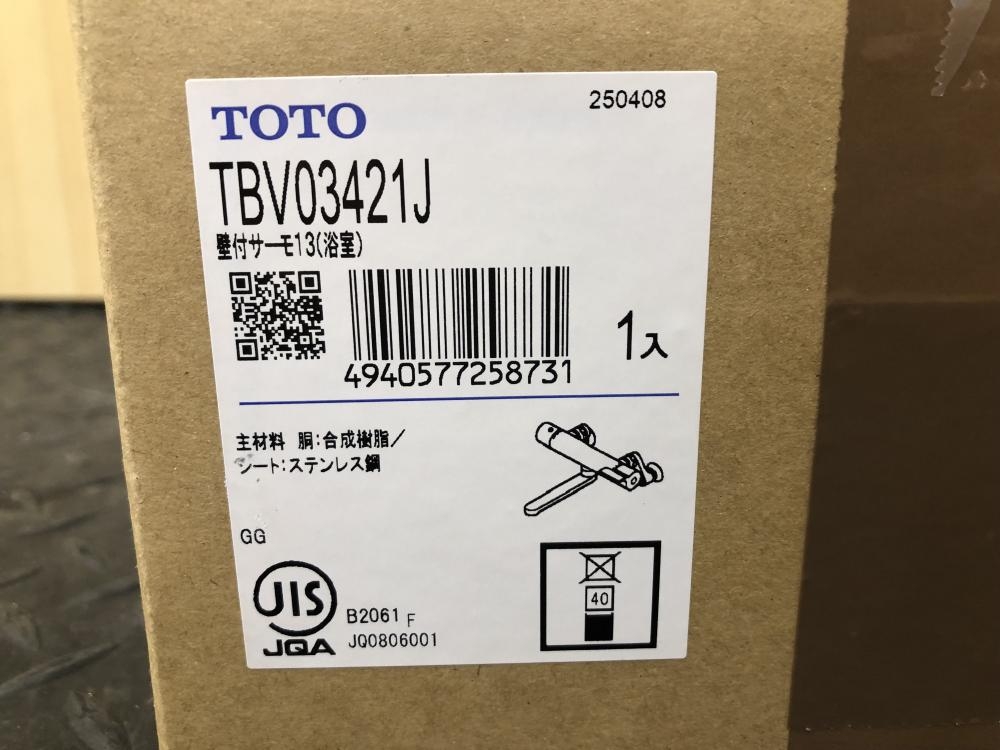 TOTO
250408
TBV03421J
壁付サーモ13(浴室)
4940577258731
1入
主材料 胴:合成樹脂/
シート:ステンレス鋼
GG
JIS
JQA
B2061 F
JQ0806001
40